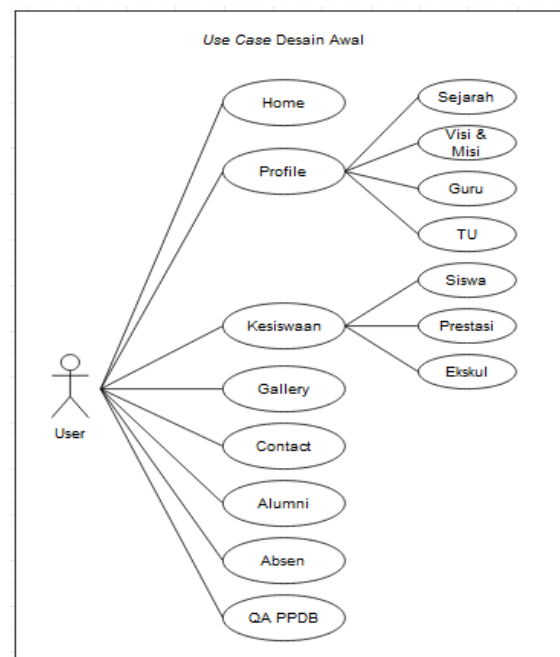 Use Case Desain Awal
Home
Profile
Sejarah
Visi &
Misi
Guru
TU
Kesiswaan
Siswa
Prestasi
Ekskul
Gallery
Contact
Alumni
Absen
QA PPDB
User